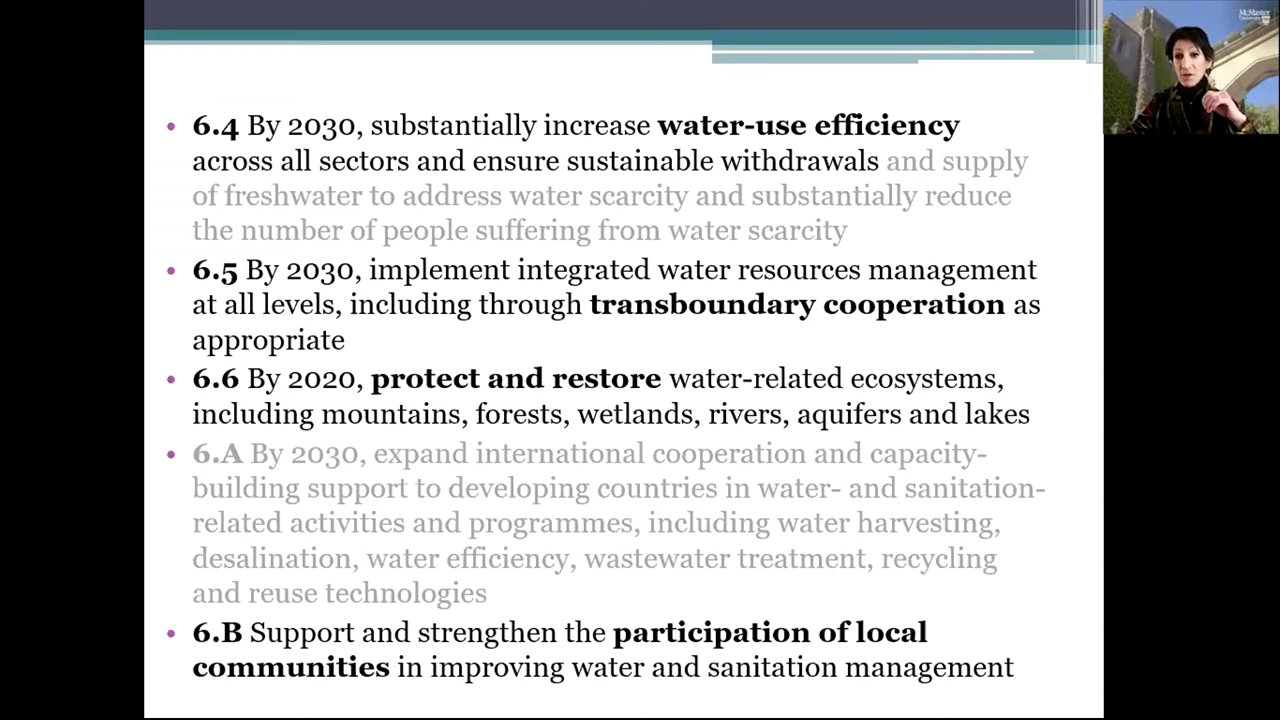 McMaster
University
• 6.4 By 2030, substantially increase water-use efficiency
across all sectors and ensure sustainable withdrawals and supply
of freshwater to address water scarcity and substantially reduce
the number of people suffering from water scarcity
• 6.5 By 2030, implement integrated water resources management
at all levels, including through transboundary cooperation as
appropriate
• 6.6 By 2020, protect and restore water-related ecosystems,
including mountains, forests, wetlands, rivers, aquifers and lakes
• 6.A By 2030, expand international cooperation and capacity-
building support to developing countries in water- and sanitation-
related activities and programmes, including water harvesting,
desalination, water efficiency, wastewater treatment, recycling
and reuse technologies
• 6.B Support and strengthen the participation of local
communities in improving water and sanitation management